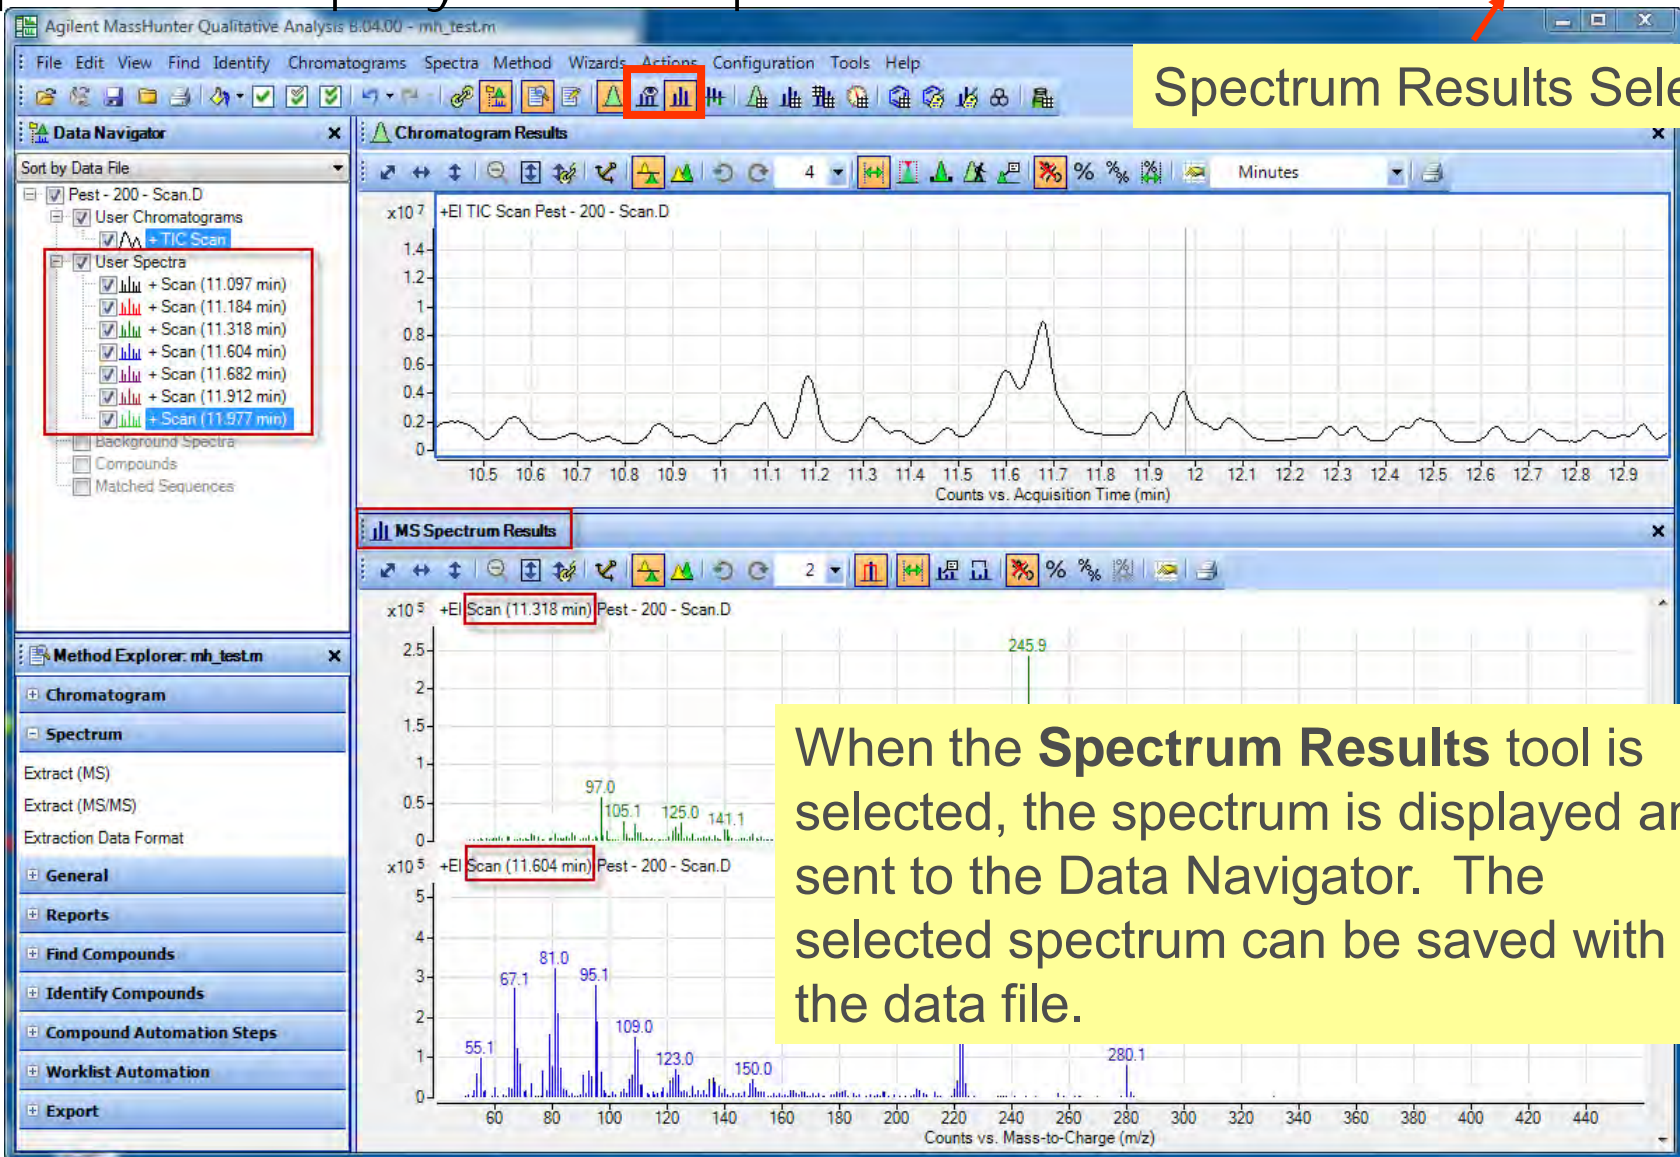 Agilent MassHunter Qualitative Analysis B.04.00 - mh_test.m
File Edit View Find Identify Chromatograms Spectra Method Wizards Actions Configuration Tools Help
Spectrum Results Sele
Data Navigator
Sort by Data File
Pest - 200 - Scan.D
User Chromatograms
+ TIC Scan
User Spectra
+ Scan (11.097 min)
+ Scan (11.184 min)
+ Scan (11.318 min)
+ Scan (11.604 min)
+ Scan (11.682 min)
+ Scan (11.912 min)
+ Scan (11.977 min)
Background Spectra
Compounds
Matched Sequences
Chromatogram Results
4
% Minutes
x10 7 +EI TIC Scan Pest - 200 - Scan.D
1.4
1.2
1
0.8
0.6
0.4
0.2
0
10.5 10.6 10.7 10.8 10.9 11 11.1 11.2 11.3 11.4 11.5 11.6 11.7 11.8 11.9 12 12.1 12.2 12.3 12.4 12.5 12.6 12.7 12.8 12.9
Counts vs. Acquisition Time (min)
MS Spectrum Results
2
%
x10 5 +EI Scan (11.318 min) Pest - 200 - Scan.D
2.5
2
1.5
1
0.5
0
245.9
97.0
105.1 125.0 141.1
x10 5 +EI Scan (11.604 min) Pest - 200 - Scan.D
5
4
3
2
1
0
55.1
67.1
81.0
95.1
109.0
123.0
150.0
280.1
60 80 100 120 140 160 180 200 220 240 260 280 300 320 340 360 380 400 420 440
Counts vs. Mass-to-Charge (m/z)
When the Spectrum Results tool is
selected, the spectrum is displayed an
sent to the Data Navigator. The
selected spectrum can be saved with
the data file.
Method Explorer: mh_test.m
Chromatogram
Spectrum
Extract (MS)
Extract (MS/MS)
Extraction Data Format
General
Reports
Find Compounds
Identify Compounds
Compound Automation Steps
Worklist Automation
Export